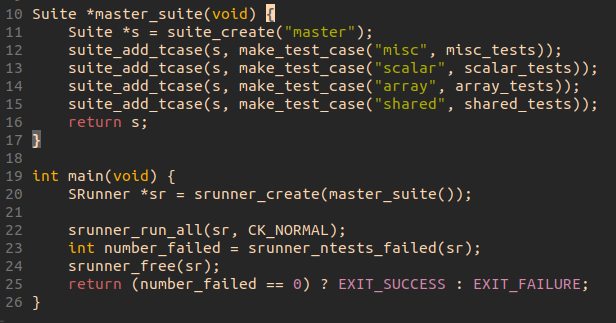 10 Suite *master_suite(void) {
11     Suite *s = suite_create("master");
12     suite_add_tcase(s, make_test_case("misc", misc_tests));
13     suite_add_tcase(s, make_test_case("scalar", scalar_tests));
14     suite_add_tcase(s, make_test_case("array", array_tests));
15     suite_add_tcase(s, make_test_case("shared", shared_tests));
16     return s;
17 }
18
19 int main(void) {
20     SRunner *sr = srunner_create(master_suite());
21
22     srunner_run_all(sr, CK_NORMAL);
23     int number_failed = srunner_ntests_failed(sr);
24     srunner_free(sr);
25     return (number_failed == 0) ? EXIT_SUCCESS : EXIT_FAILURE;
26 }